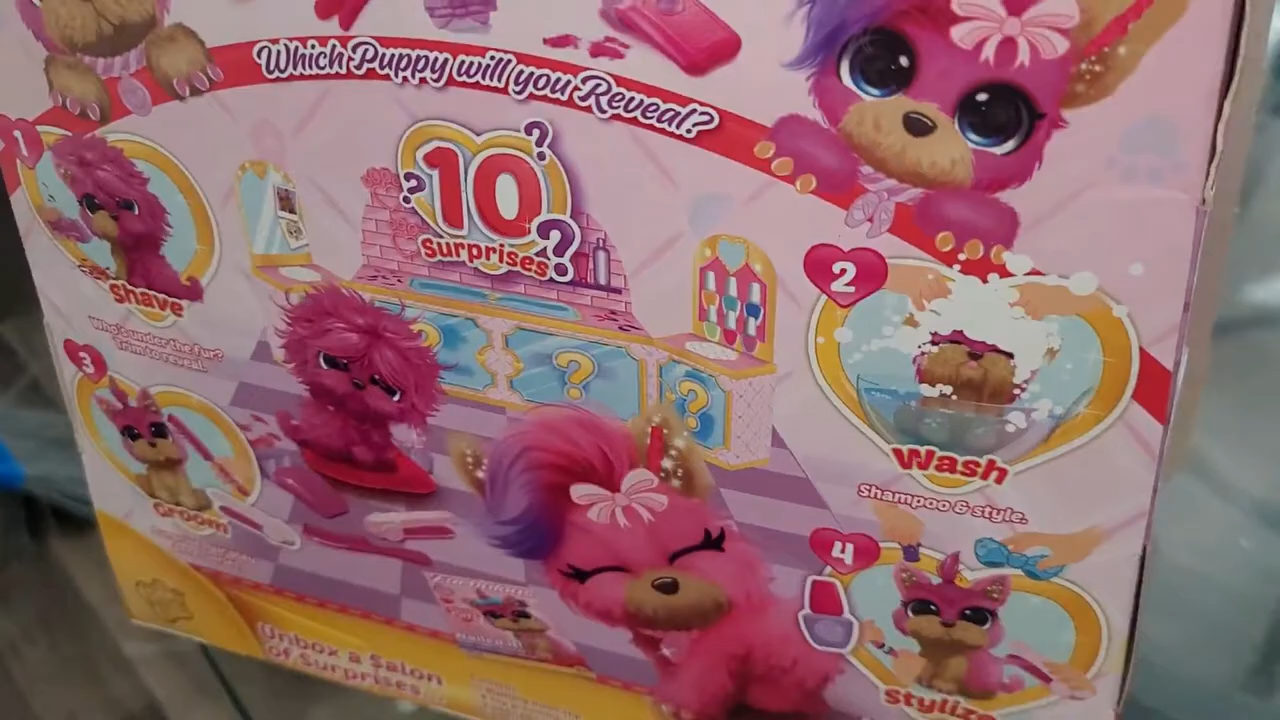 Which Puppy will you Reveal?
10
Surprises
1
Shave
Who's under the fur?
Trim to reveal.
2
Wash
Shampoo & style.
3
Groom
4
Stylize
Unbox a Salon
of Surprises